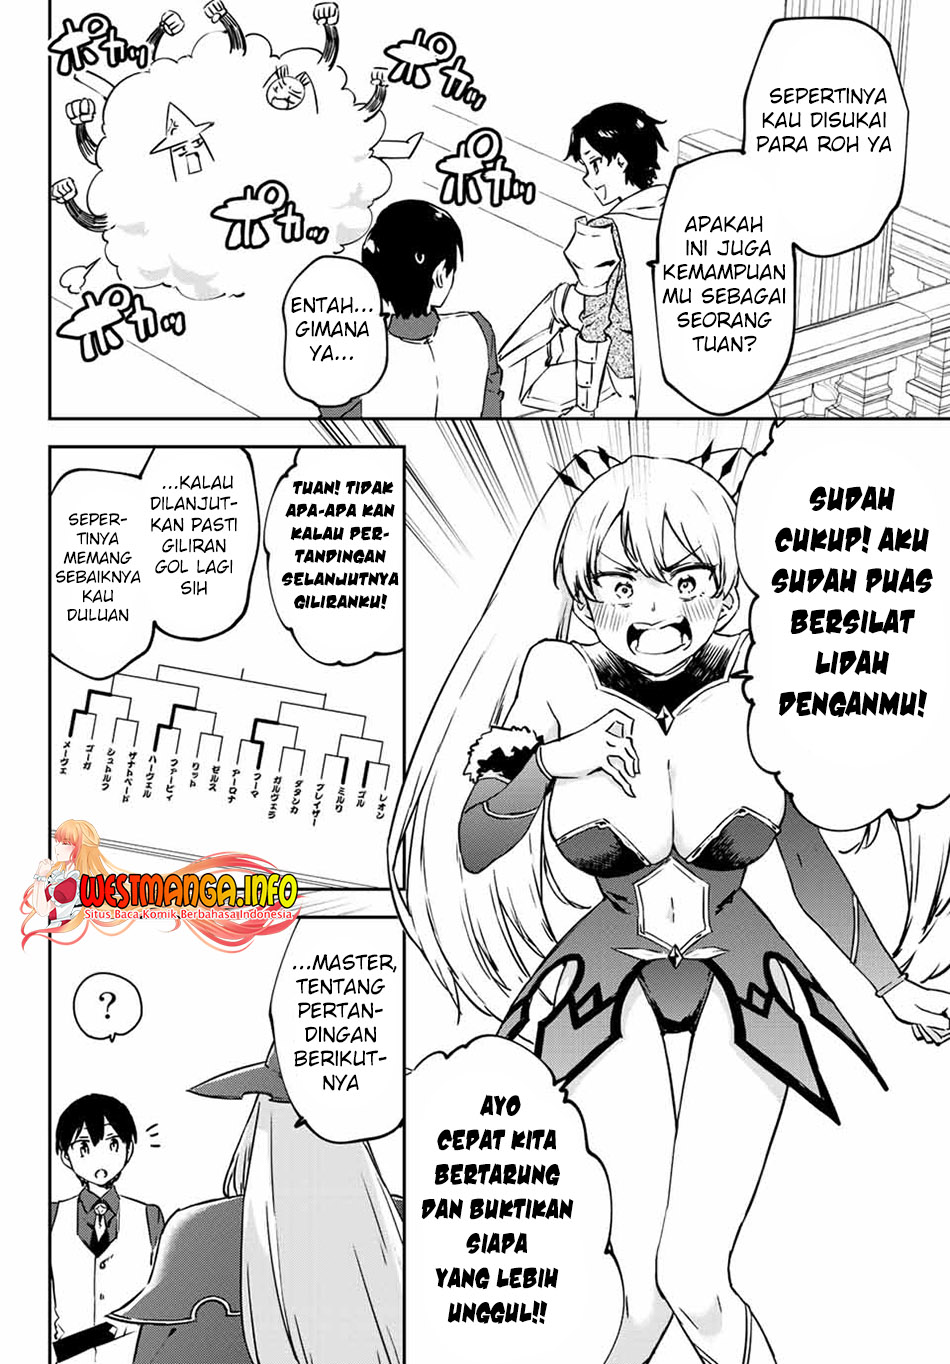 ポカッ
ポカッ
ポカッ
ポカッ
ポカッ
SEPERTINYA
KAU DISUKAI
PARA ROH YA
APAKAH
INI JUGA
KEMAMPUAN
MU SEBAGAI
SEORANG
TUAN?
ENTAH...
GIMANA
YA...
SUDAH
CUKUP! AKU
SUDAH PUAS
BERSILAT
LIDAH
DENGANMU!
TUAN! TIDAK
APA-APA KAN
KALAU PER-
TANDINGAN
SELANJUTNYA
GILIRANKU!
...KALAU
DILANJUT-
KAN PASTI
GILIRAN
GOL LAGI
SIH
SEPER-
TINYA
MEMANG
SEBAIKNYA
KAU
DULUAN
メーヴェ
ゴーガ
シュトルフ
ザナトベード
ハーヴェル
ファービィ
ロット
ゼルス
アーロナ
フーマ
ガルヴェラ
ダタンカ
ブレイザー
ミルリ
ゴル
レオン
WESTMANGA.INFO
Situs Baca Komik Berbahasa Indonesia
...MASTER,
TENTANG
PERTAN-
DINGAN
BERIKUT-
NYA
?
AYO
CEPAT KITA
BERTARUNG
DAN BUKTIKAN
SIAPA
YANG LEBIH
UNGGUL!!